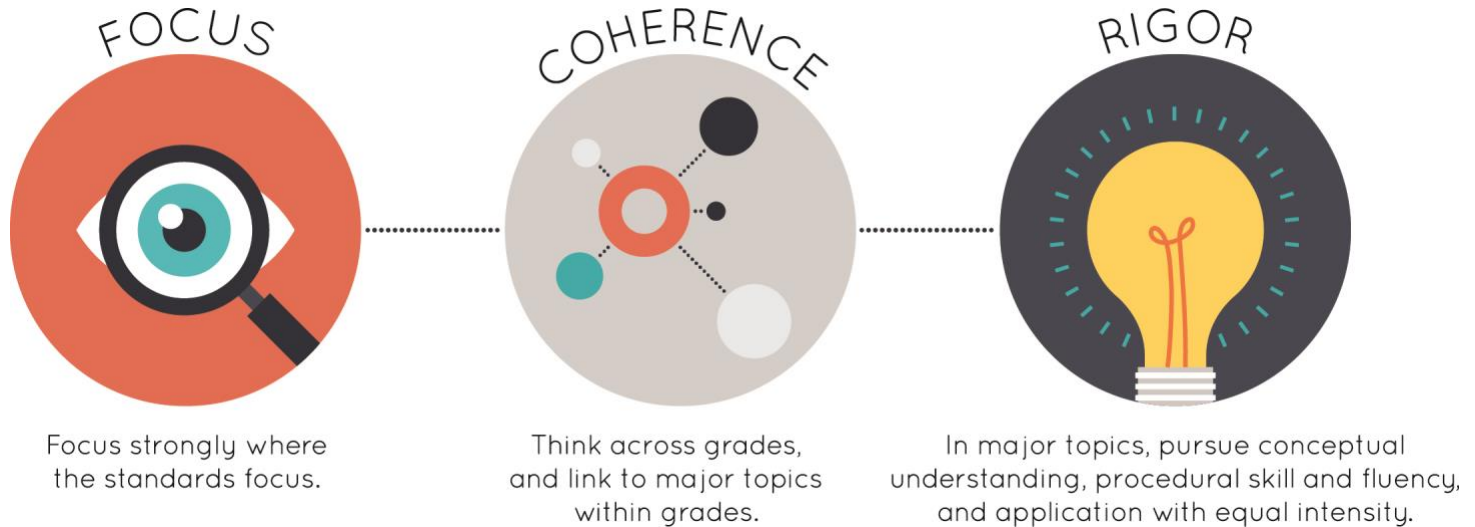 FOCUS
Focus strongly where
the standards focus.
COHERENCE
Think across grades,
and link to major topics
within grades.
RIGOR
In major topics, pursue conceptual
understanding, procedural skill and fluency,
and application with equal intensity.